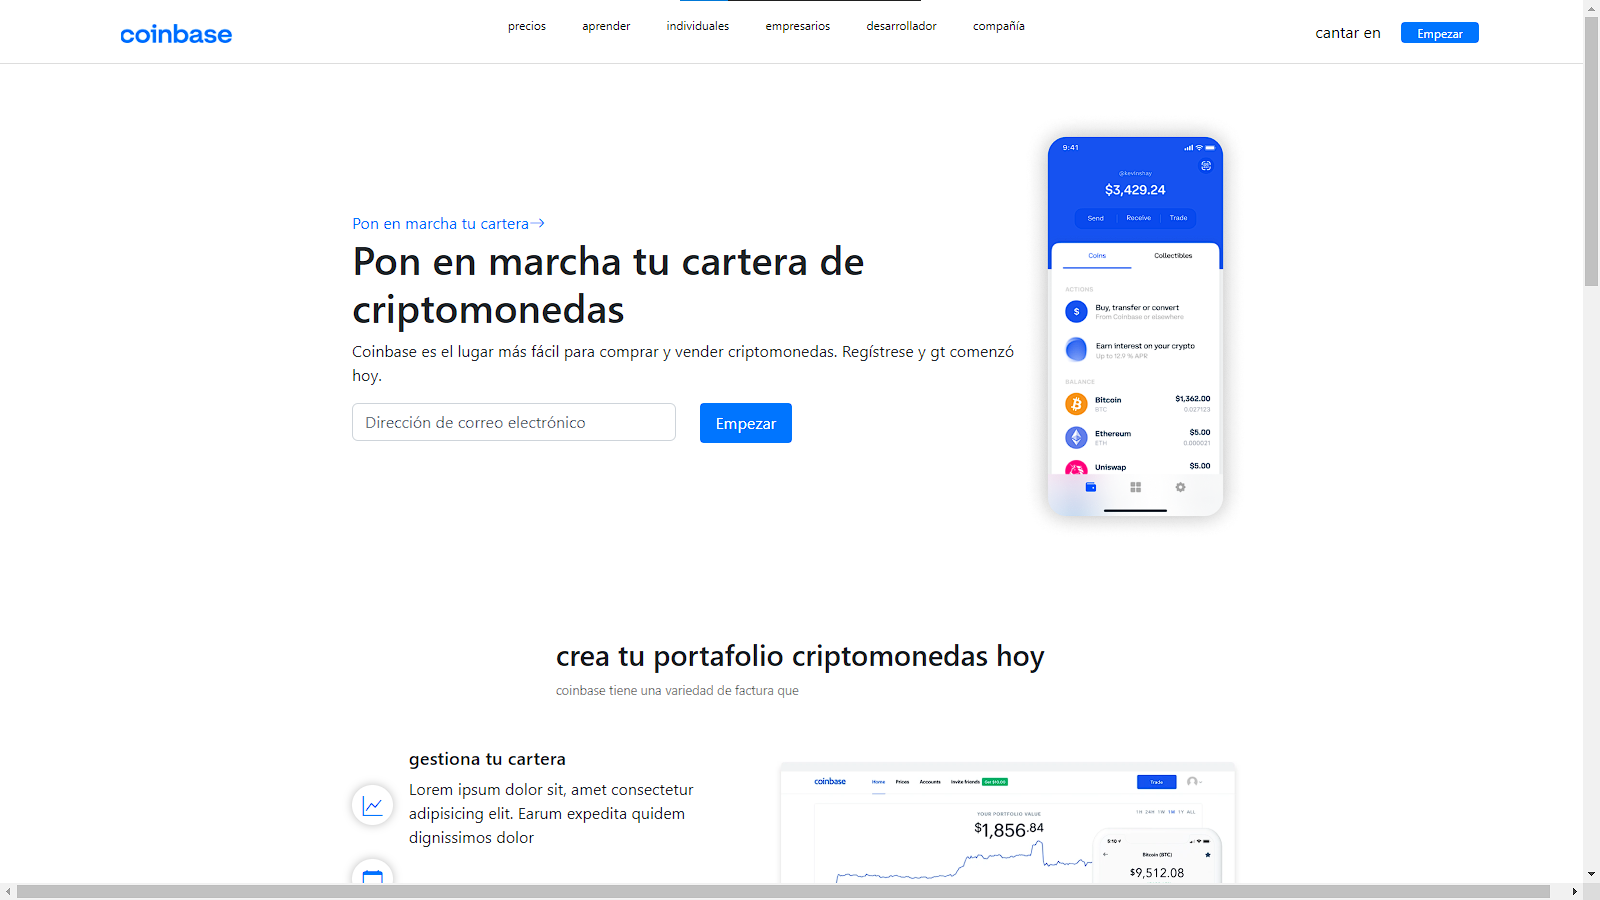 coinbase
precios aprender individuales empresarios desarrollador compañía
cantar en Empezar
Pon en marcha tu cartera
Pon en marcha tu cartera de
criptomonedas
Coinbase es el lugar más fácil para comprar y vender criptomonedas. Regístrese y gt comenzó
hoy.
Dirección de correo electrónico
Empezar
9:41
@kevinshay
$3,429.24
Send Receive Trade
Coins Collectibles
ACTIONS
Buy, transfer or convert
From Coinbase or elsewhere
Earn interest on your crypto
Up to 12.9 % APR
BALANCE
Bitcoin $1,362.00
BTC 0.027123
Ethereum $5.00
ETH 0.000021
Uniswap $5.00
crea tu portafolio criptomonedas hoy
coinbase tiene una variedad de factura que
gestiona tu cartera
Lorem ipsum dolor sit, amet consectetur
adipisicing elit. Earum expedita quidem
dignissimos dolor
coinbase Home Prices Accounts Invite friends Get $10.00 Trade
YOUR PORTFOLIO VALUE
$1,856.84
1H 24H 1W 1M 1Y ALL
5:10
Bitcoin (BTC)
$9,512.08